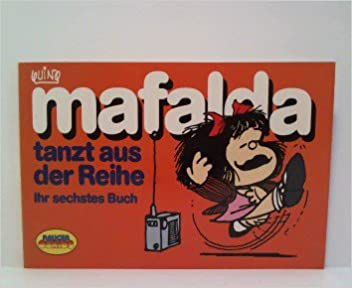 QUINO
mafalda
tanzt aus
der Reihe
Ihr sechstes Buch